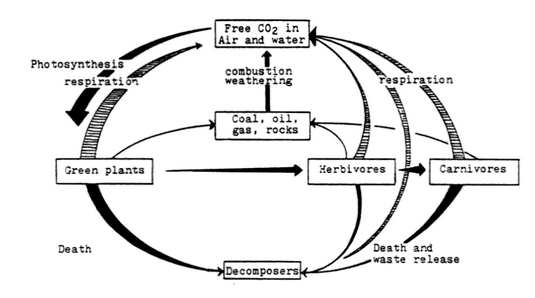 Free CO2 in
Air and water
Photosynthesis
respiration
combustion
weathering
respiration
Coal, oil,
gas, rocks
Green plants
Herbivores
Carnivores
Death
Death and
waste release
Decomposers